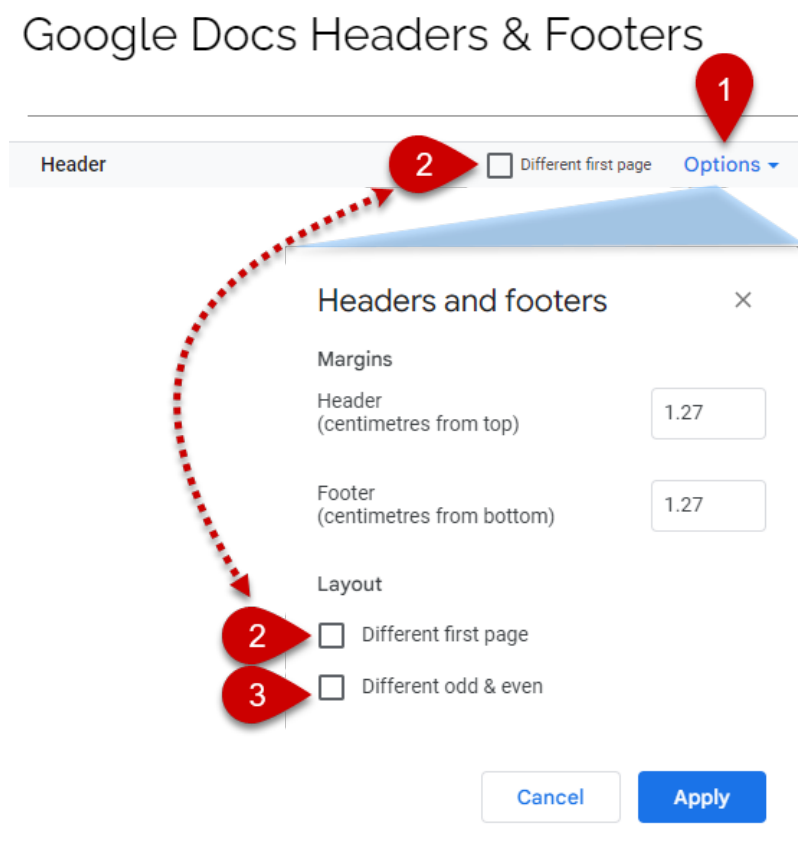 Google Docs Headers & Footers
1
Header
2
Different first page
Options
Headers and footers
Margins
Header
(centimetres from top)
1.27
Footer
(centimetres from bottom)
1.27
Layout
2
Different first page
3
Different odd & even
Cancel
Apply